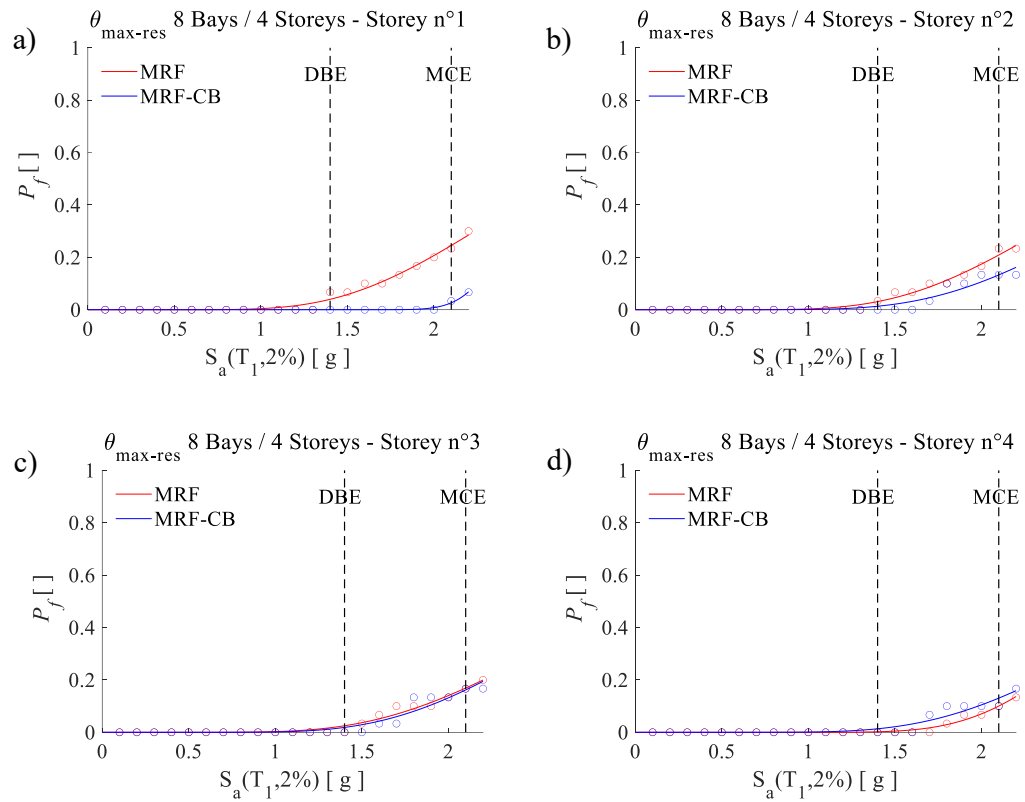 a)
θmax-res 8 Bays / 4 Storeys - Storey n°1
MRF
MRF-CB
DBE
MCE
1
0.8
0.6
0.4
0.2
0
Pf [ ]
0 0.5 1 1.5 2
Sa(T1,2%) [ g ]
b)
θmax-res 8 Bays / 4 Storeys - Storey n°2
MRF
MRF-CB
DBE
MCE
1
0.8
0.6
0.4
0.2
0
Pf [ ]
0 0.5 1 1.5 2
Sa(T1,2%) [ g ]
c)
θmax-res 8 Bays / 4 Storeys - Storey n°3
MRF
MRF-CB
DBE
MCE
1
0.8
0.6
0.4
0.2
0
Pf [ ]
0 0.5 1 1.5 2
Sa(T1,2%) [ g ]
d)
θmax-res 8 Bays / 4 Storeys - Storey n°4
MRF
MRF-CB
DBE
MCE
1
0.8
0.6
0.4
0.2
0
Pf [ ]
0 0.5 1 1.5 2
Sa(T1,2%) [ g ]